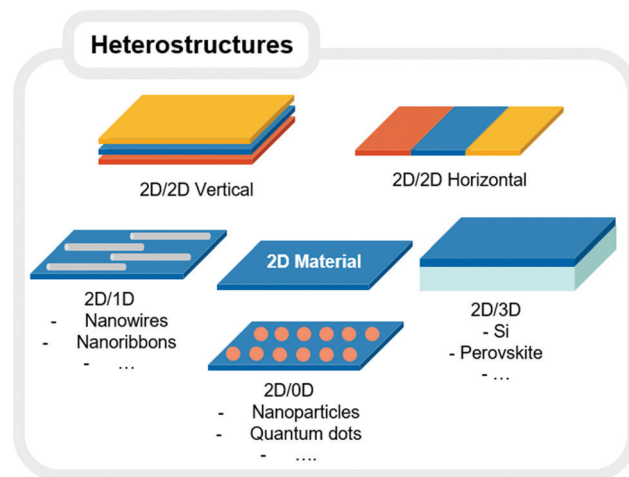 Heterostructures
2D/2D Vertical
2D/2D Horizontal
2D Material
2D/1D
- Nanowires
- Nanoribbons
- ...
2D/3D
- Si
- Perovskite
- ...
2D/0D
- Nanoparticles
- Quantum dots
- ....